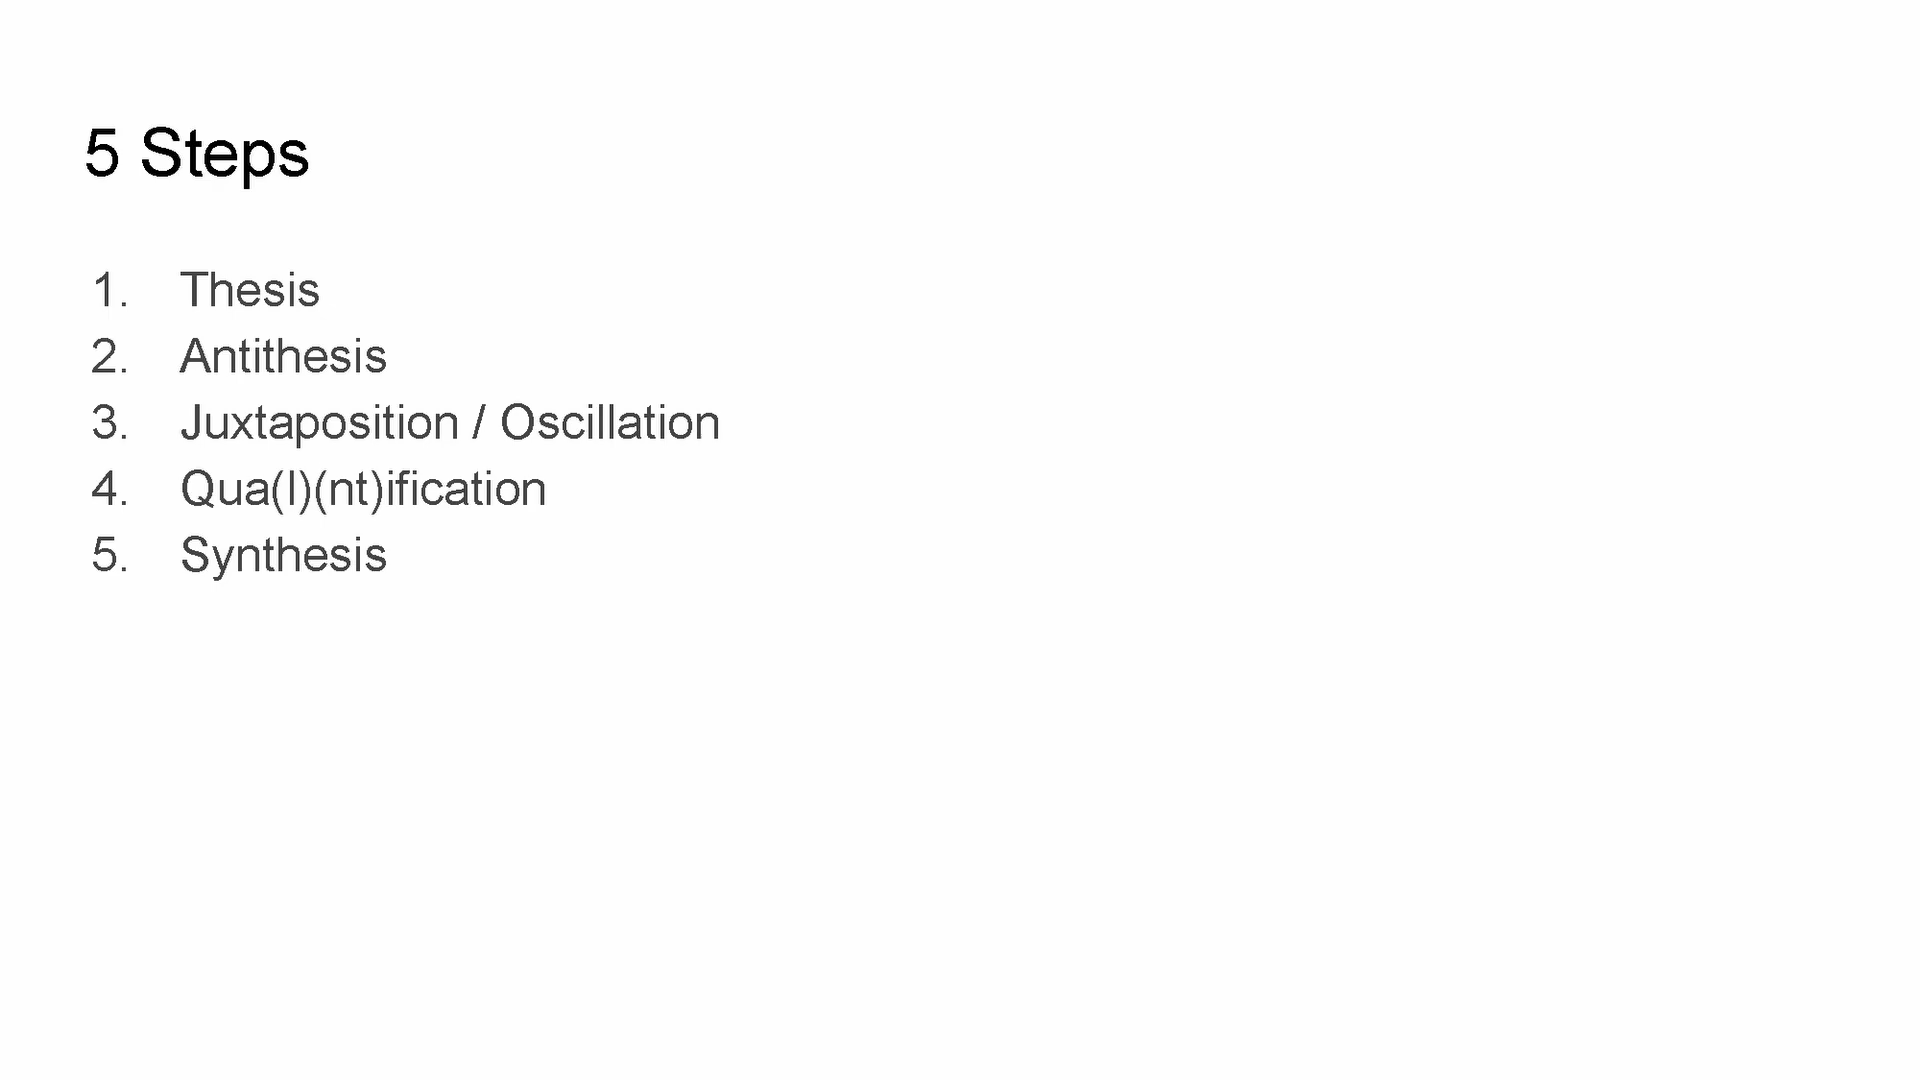 5 Steps
1. Thesis
2. Antithesis
3. Juxtaposition / Oscillation
4. Qua(l)(nt)ification
5. Synthesis